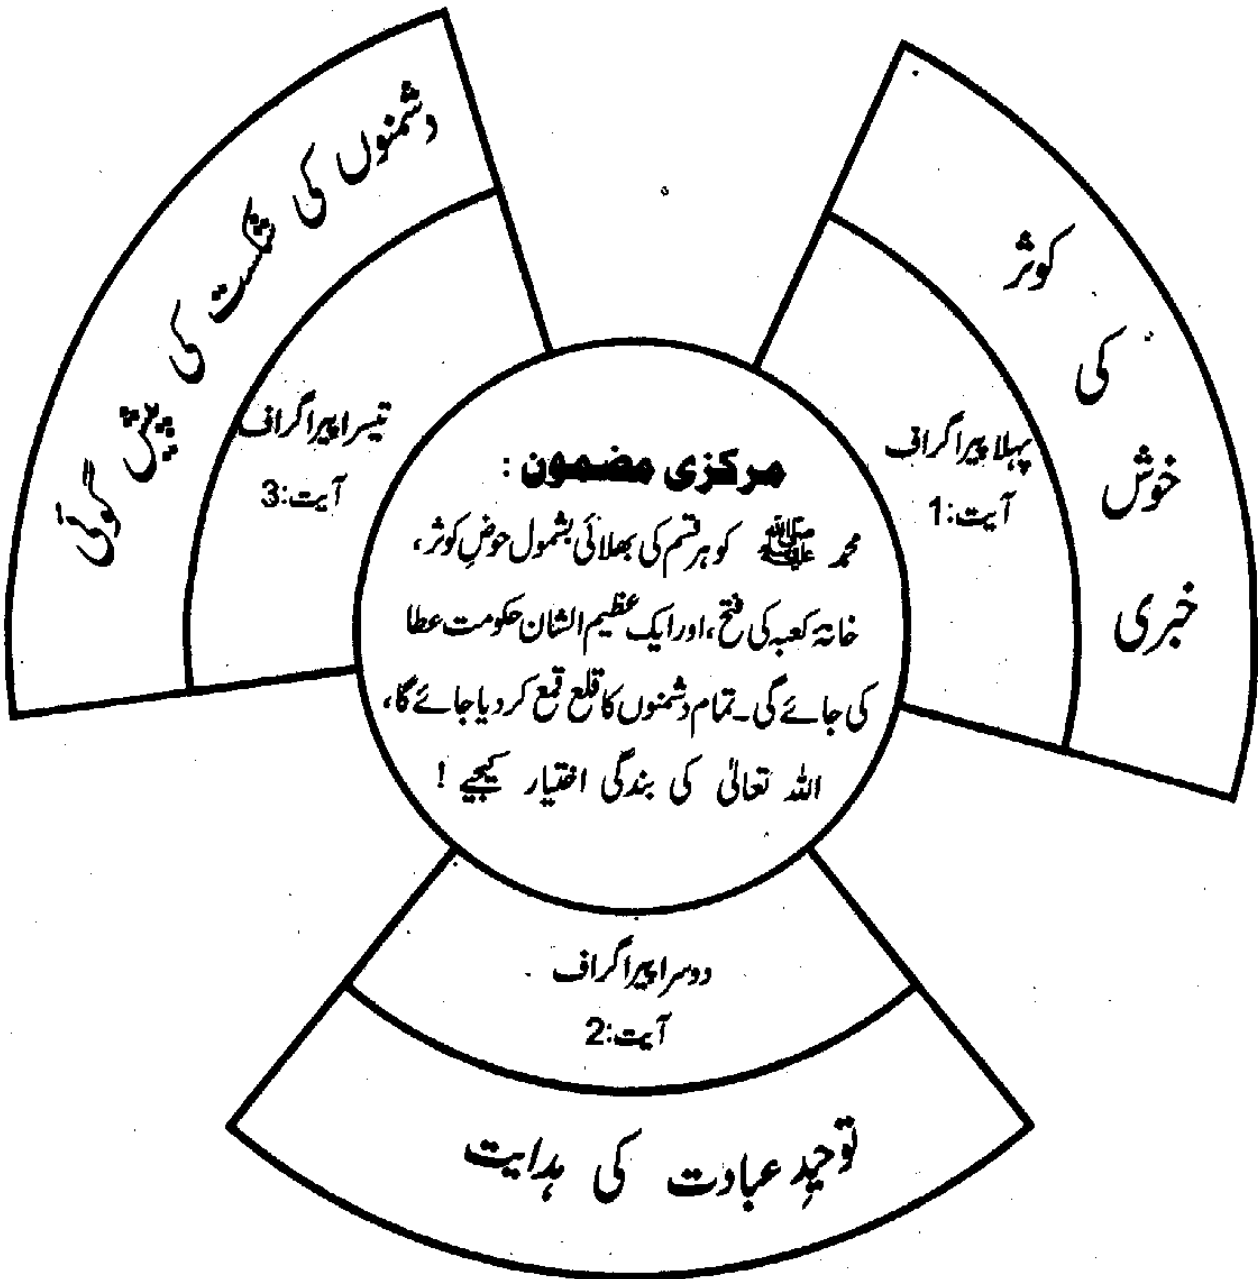 مرکزی مضمون :
محمد ﷺ کو ہر قسم کی بھلائی بشمول حوضِ کوثر،
خانۂ کعبہ کی فتح، اور ایک عظیم الشان حکومت عطا
کی جائے گی۔ تمام دشمنوں کا قلع قمع کر دیا جائے گا،
اللہ تعالیٰ کی بندگی اختیار کیجیے !
پہلا پیراگراف
آیت:1
کوثر
کی
خوش
خبری
دوسرا پیراگراف
آیت:2
توحیدِ عبادت کی ہدایت
تیسرا پیراگراف
آیت:3
دشمنوں کی شکست کی پیش گوئی